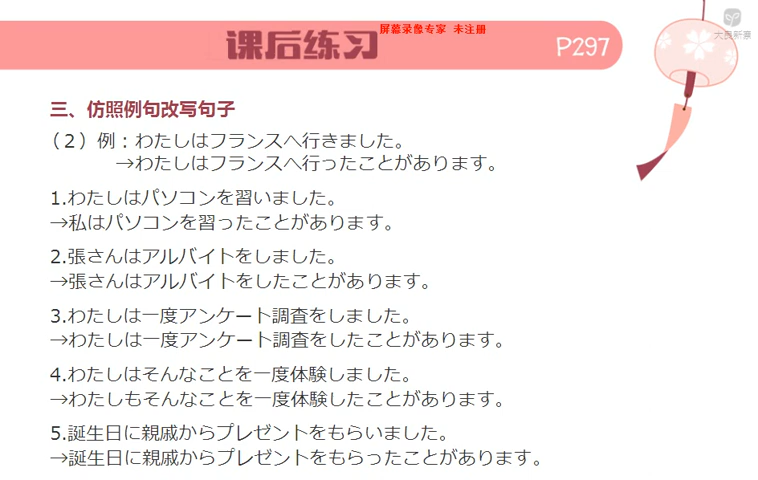 课后练习
屏幕录像专家 未注册
P297
大良新景
三、仿照例句改写句子
（２）例：わたしはフランスへ行きました。
→わたしはフランスへ行ったことがあります。
1.わたしはパソコンを習いました。
→私はパソコンを習ったことがあります。
2.張さんはアルバイトをしました。
→張さんはアルバイトをしたことがあります。
3.わたしは一度アンケート調査をしました。
→わたしは一度アンケート調査をしたことがあります。
4.わたしはそんなことを一度体験しました。
→わたしもそんなことを一度体験したことがあります。
5.誕生日に親戚からプレゼントをもらいました。
→誕生日に親戚からプレゼントをもらったことがあります。